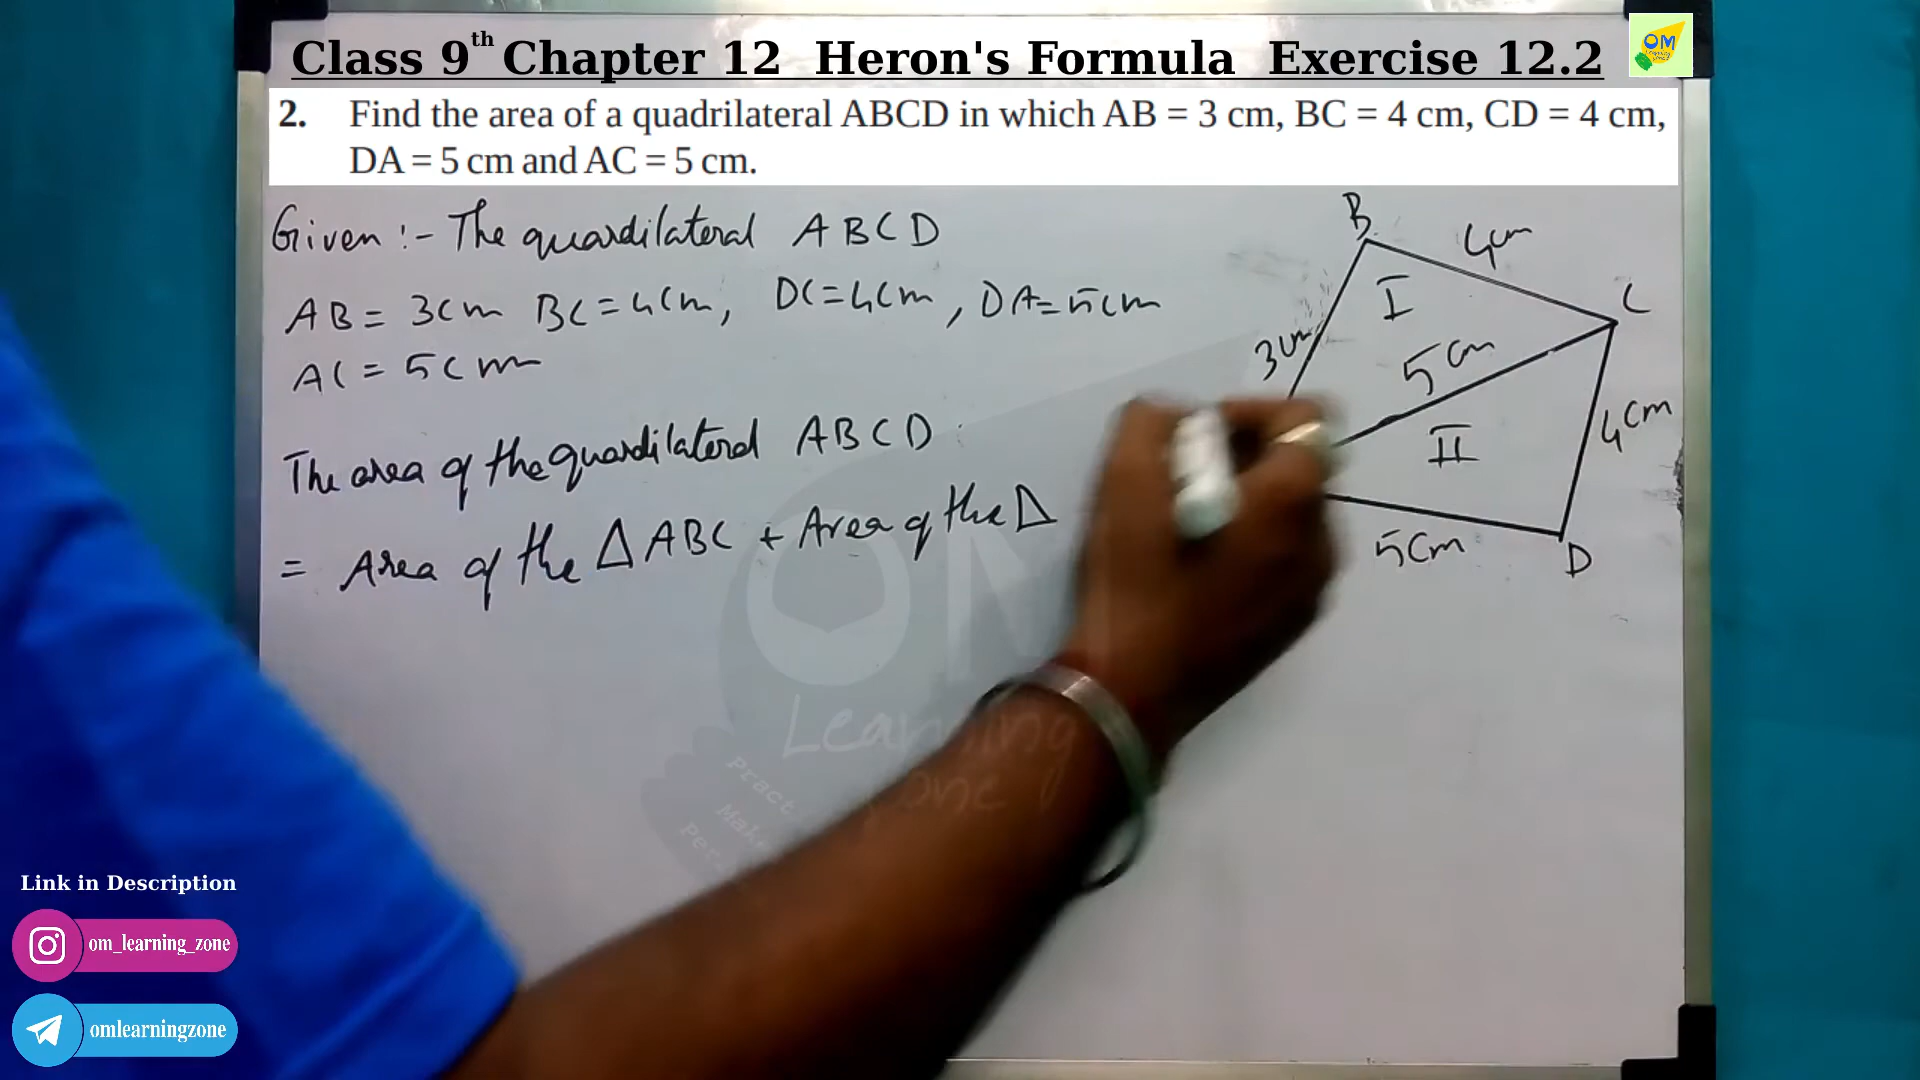 Class 9th Chapter 12 Heron's Formula Exercise 12.2
OM
2. Find the area of a quadrilateral ABCD in which AB = 3 cm, BC = 4 cm, CD = 4 cm,
DA = 5 cm and AC = 5 cm.
Given :- The quardilateral ABCD
AB = 3cm BC = 4cm, DC = 4cm, DA = 5cm
AC = 5cm
The area of the quardilateral ABCD
= Area of the Δ ABC + Area of the Δ
B
4cm
C
I
3cm
5cm
II
4cm
5cm
D
OM
Learning
Link in Description
om_learning_zone
omlearningzone